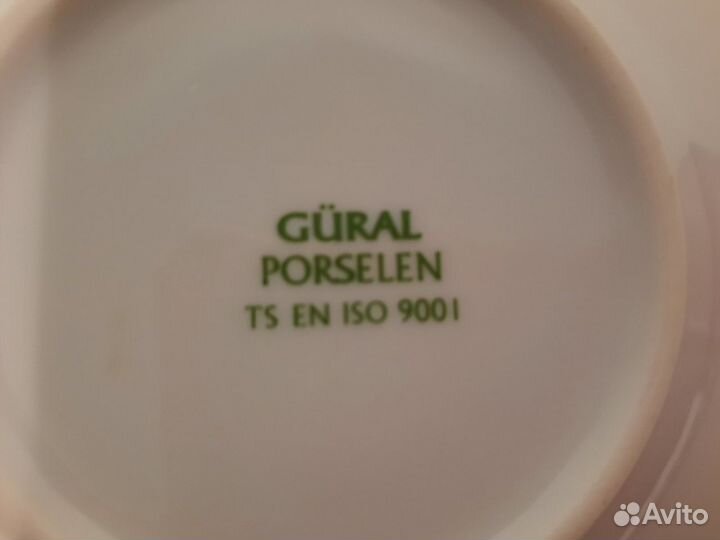 GÜRAL
PORSELEN
TS EN ISO 9001
Avito